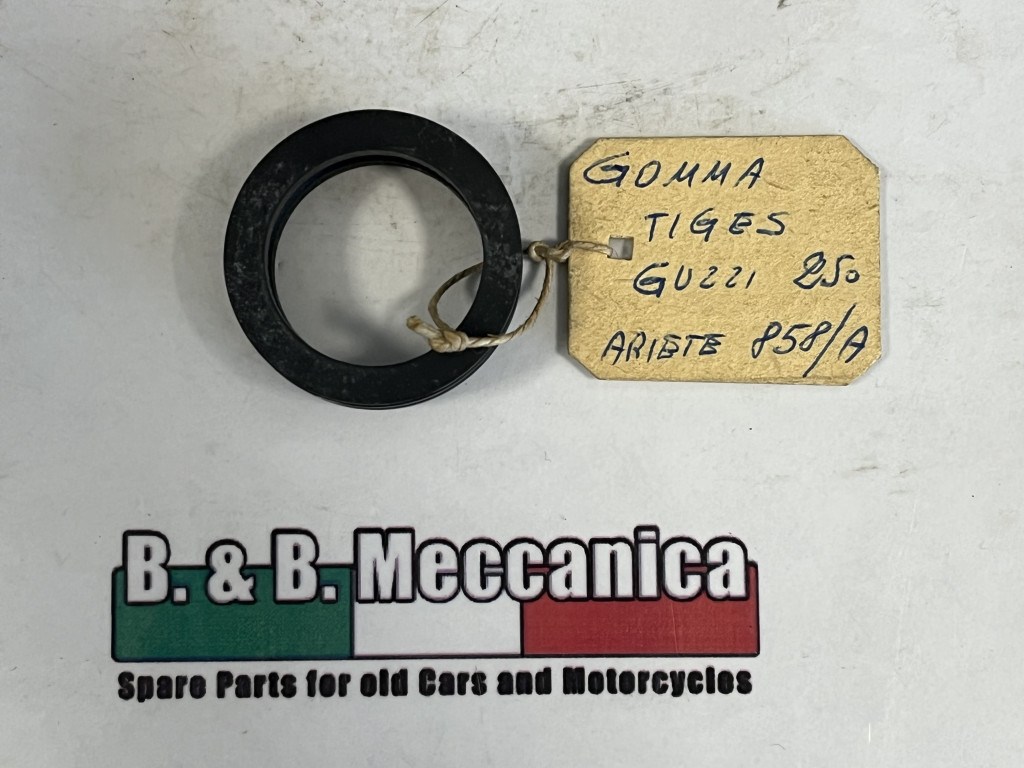 GOMMA
TIGES
GUZZI 250
ARIETE 858/A
B. & B. Meccanica
Spare Parts for old Cars and Motorcycles